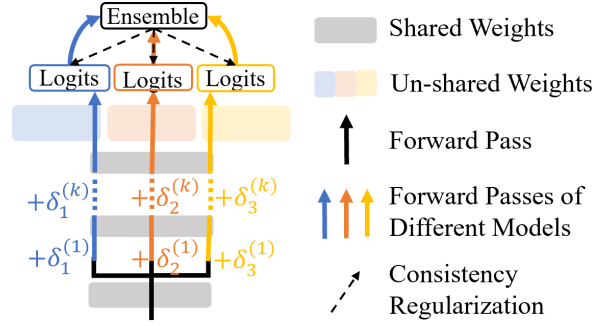 Ensemble
Logits Logits Logits
+δ₁⁽ᵏ⁾ +δ₂⁽ᵏ⁾ +δ₃⁽ᵏ⁾
+δ₁⁽¹⁾ +δ₂⁽¹⁾ +δ₃⁽¹⁾
Shared Weights
Un-shared Weights
Forward Pass
Forward Passes of
Different Models
Consistency
Regularization